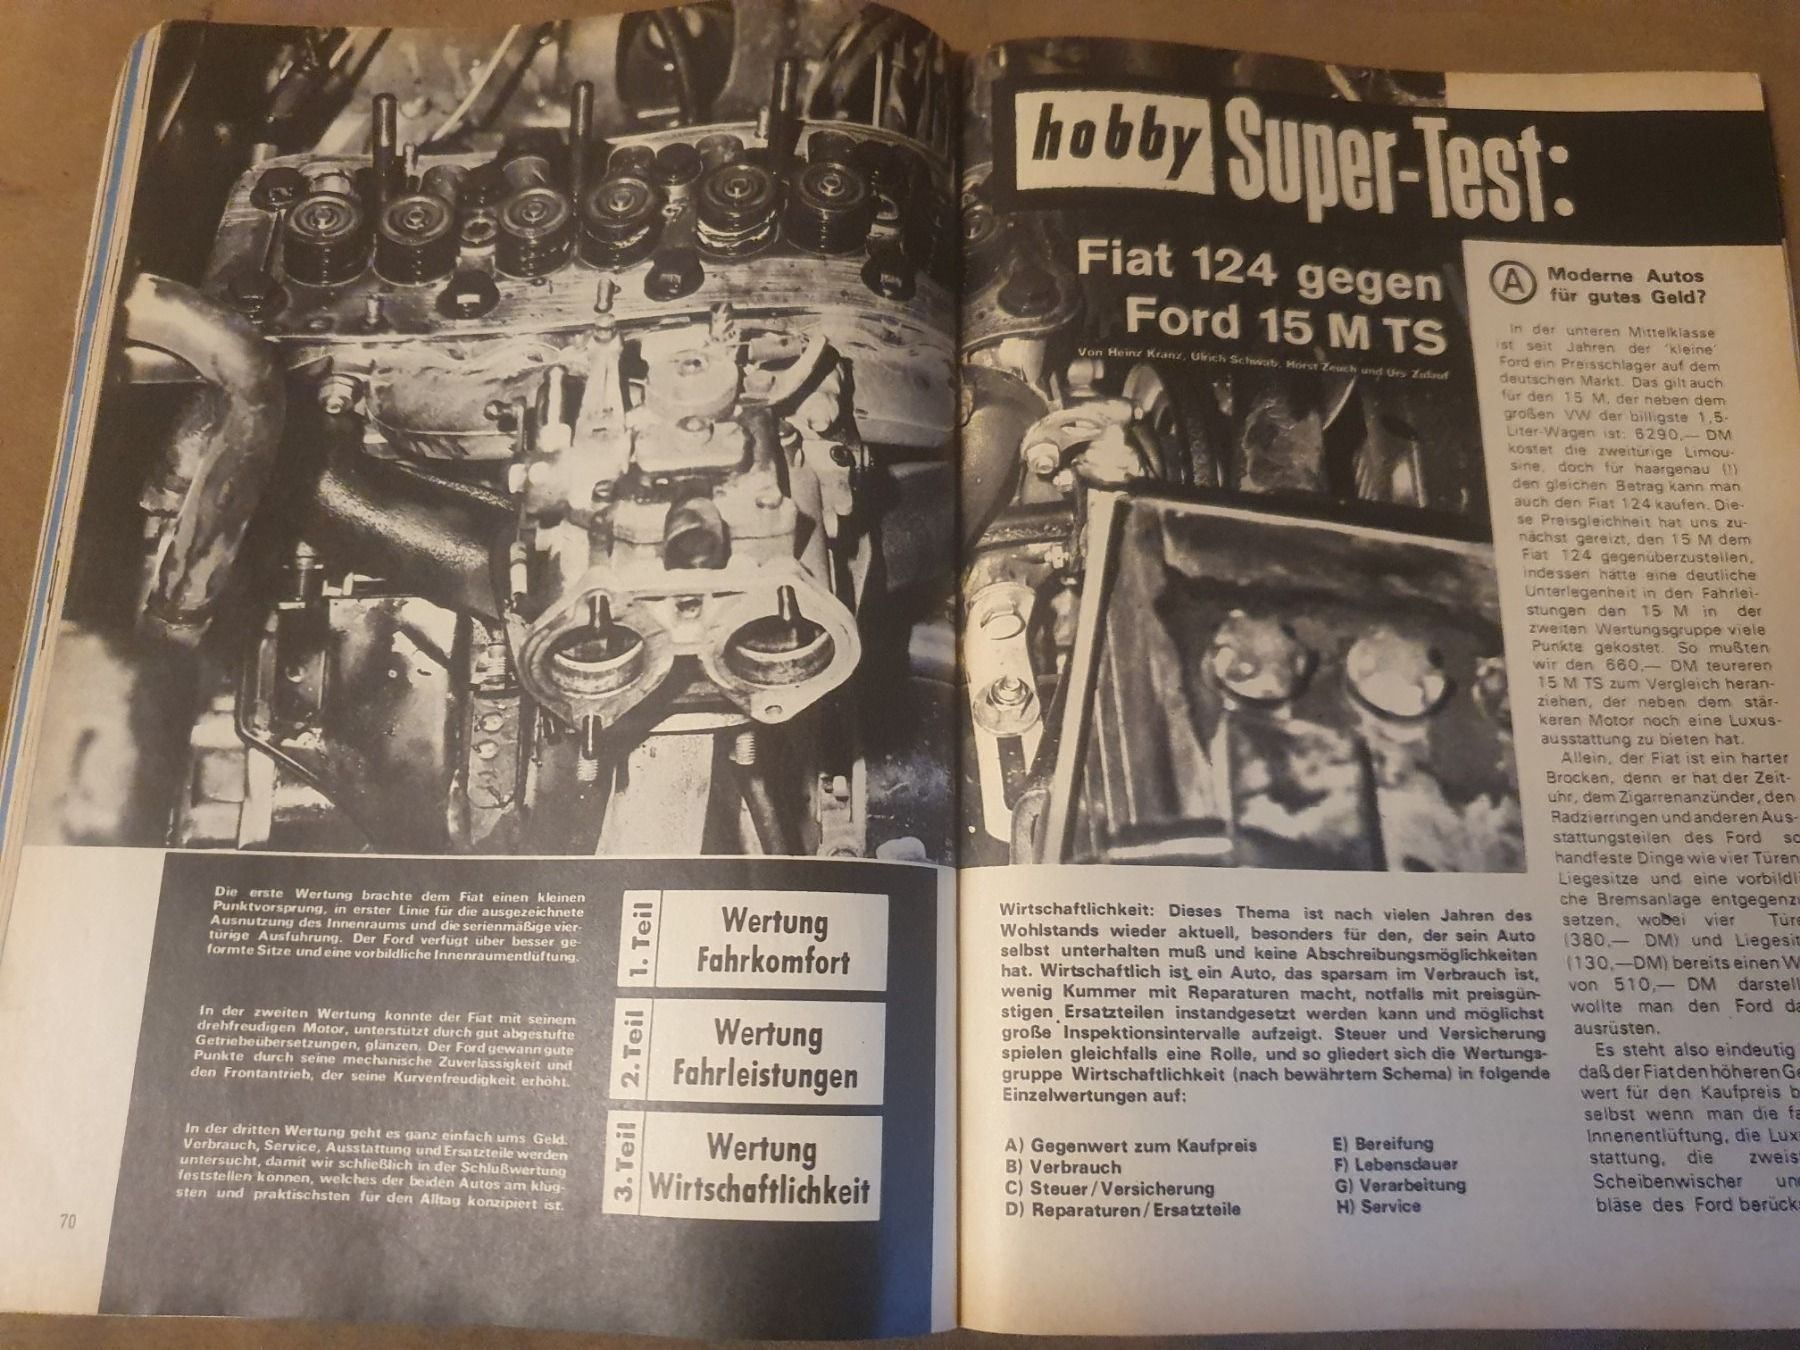 Die erste Wertung brachte dem Fiat einen kleinen
Punktvorsprung, in erster Linie für die ausgezeichnete
Ausnutzung des Innenraums und die serienmäßige vier-
türige Ausführung. Der Ford verfügt über besser ge-
formte Sitze und eine vorbildliche Innenraumentlüftung.
1. Teil
Wertung
Fahrkomfort
In der zweiten Wertung konnte der Fiat mit seinem
drehfreudigen Motor, unterstützt durch gut abgestufte
Getriebeübersetzungen, glänzen. Der Ford gewann gute
Punkte durch seine mechanische Zuverlässigkeit und
den Frontantrieb, der seine Kurvenfreudigkeit erhöht.
2. Teil
Wertung
Fahrleistungen
In der dritten Wertung geht es ganz einfach ums Geld.
Verbrauch, Service, Ausstattung und Ersatzteile werden
untersucht, damit wir schließlich in der Schlußwertung
feststellen können, welches der beiden Autos am klüg-
sten und praktischsten für den Alltag konzipiert ist.
3. Teil
Wertung
Wirtschaftlichkeit
70
hobby Super-Test:
Fiat 124 gegen
Ford 15 M TS
Von Heinz Kranz, Ulrich Schwab, Horst Zeuch und Urs Zulauf
Wirtschaftlichkeit: Dieses Thema ist nach vielen Jahren des
Wohlstands wieder aktuell, besonders für den, der sein Auto
selbst unterhalten muß und keine Abschreibungsmöglichkeiten
hat. Wirtschaftlich ist ein Auto, das sparsam im Verbrauch ist,
wenig Kummer mit Reparaturen macht, notfalls mit preisgün-
stigen Ersatzteilen instandgesetzt werden kann und möglichst
große Inspektionsintervalle aufzeigt. Steuer und Versicherung
spielen gleichfalls eine Rolle, und so gliedert sich die Wertungs-
gruppe Wirtschaftlichkeit (nach bewährtem Schema) in folgende
Einzelwertungen auf:
A) Gegenwert zum Kaufpreis
B) Verbrauch
C) Steuer/Versicherung
D) Reparaturen/Ersatzteile
E) Bereifung
F) Lebensdauer
G) Verarbeitung
H) Service
A Moderne Autos
für gutes Geld?
In der unteren Mittelklasse
ist seit Jahren der 'kleine'
Ford ein Preisschlager auf dem
deutschen Markt. Das gilt auch
für den 15 M, der neben dem
großen VW der billigste 1,5-
Liter-Wagen ist: 6290,— DM
kostet die zweitürige Limou-
sine, doch für haargenau (!)
den gleichen Betrag kann man
auch den Fiat 124 kaufen. Die-
se Preisgleichheit hat uns zu-
nächst gereizt, den 15 M dem
Fiat 124 gegenüberzustellen,
indessen hätte eine deutliche
Unterlegenheit in den Fahrlei-
stungen den 15 M in der
zweiten Wertungsgruppe viele
Punkte gekostet. So mußten
wir den 660,— DM teureren
15 M TS zum Vergleich heran-
ziehen, der neben dem stär-
keren Motor noch eine Luxus-
ausstattung zu bieten hat.
Allein, der Fiat ist ein harter
Brocken, denn er hat der Zeit-
uhr, dem Zigarrenanzünder, den
Radzierringen und anderen Aus-
stattungsteilen des Ford so
handfeste Dinge wie vier Türen
Liegesitze und eine vorbildli
che Bremsanlage entgegenzu
setzen, wobei vier Türe
(380,— DM) und Liegesit
(130,—DM) bereits einen W
von 510,— DM darstell
wollte man den Ford da
ausrüsten.
Es steht also eindeutig
daß der Fiat den höheren Ge
wert für den Kaufpreis b
selbst wenn man die fa
Innenentlüftung, die Lux
stattung, die zweist
Scheibenwischer un
bläse des Ford berück